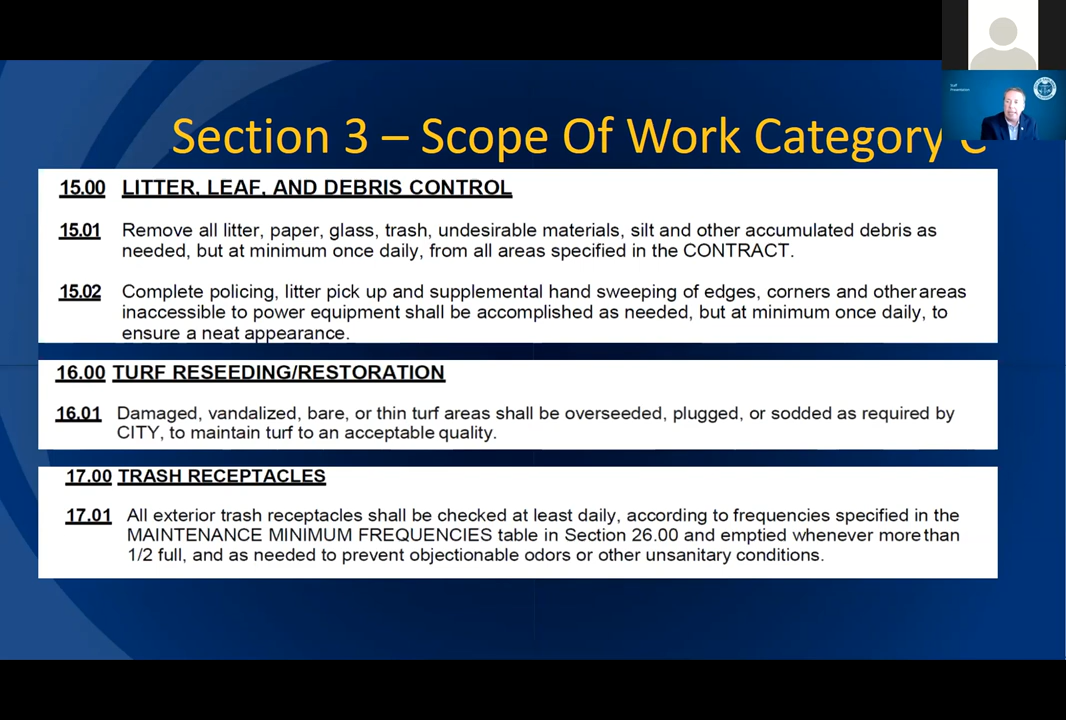 Staff
Presentation
Section 3 – Scope Of Work Category
15.00 LITTER, LEAF, AND DEBRIS CONTROL
15.01 Remove all litter, paper, glass, trash, undesirable materials, silt and other accumulated debris as
needed, but at minimum once daily, from all areas specified in the CONTRACT.
15.02 Complete policing, litter pick up and supplemental hand sweeping of edges, corners and other areas
inaccessible to power equipment shall be accomplished as needed, but at minimum once daily, to
ensure a neat appearance.
16.00 TURF RESEEDING/RESTORATION
16.01 Damaged, vandalized, bare, or thin turf areas shall be overseeded, plugged, or sodded as required by
CITY, to maintain turf to an acceptable quality.
17.00 TRASH RECEPTACLES
17.01 All exterior trash receptacles shall be checked at least daily, according to frequencies specified in the
MAINTENANCE MINIMUM FREQUENCIES table in Section 26.00 and emptied whenever more than
1/2 full, and as needed to prevent objectionable odors or other unsanitary conditions.